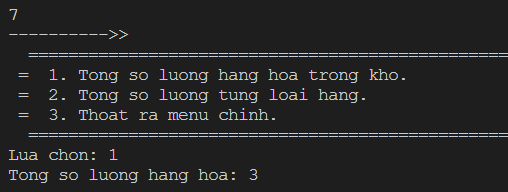 7
---------->>
==================================================
= 1. Tong so luong hang hoa trong kho.
= 2. Tong so luong tung loai hang.
= 3. Thoat ra menu chinh.
==================================================
Lua chon: 1
Tong so luong hang hoa: 3